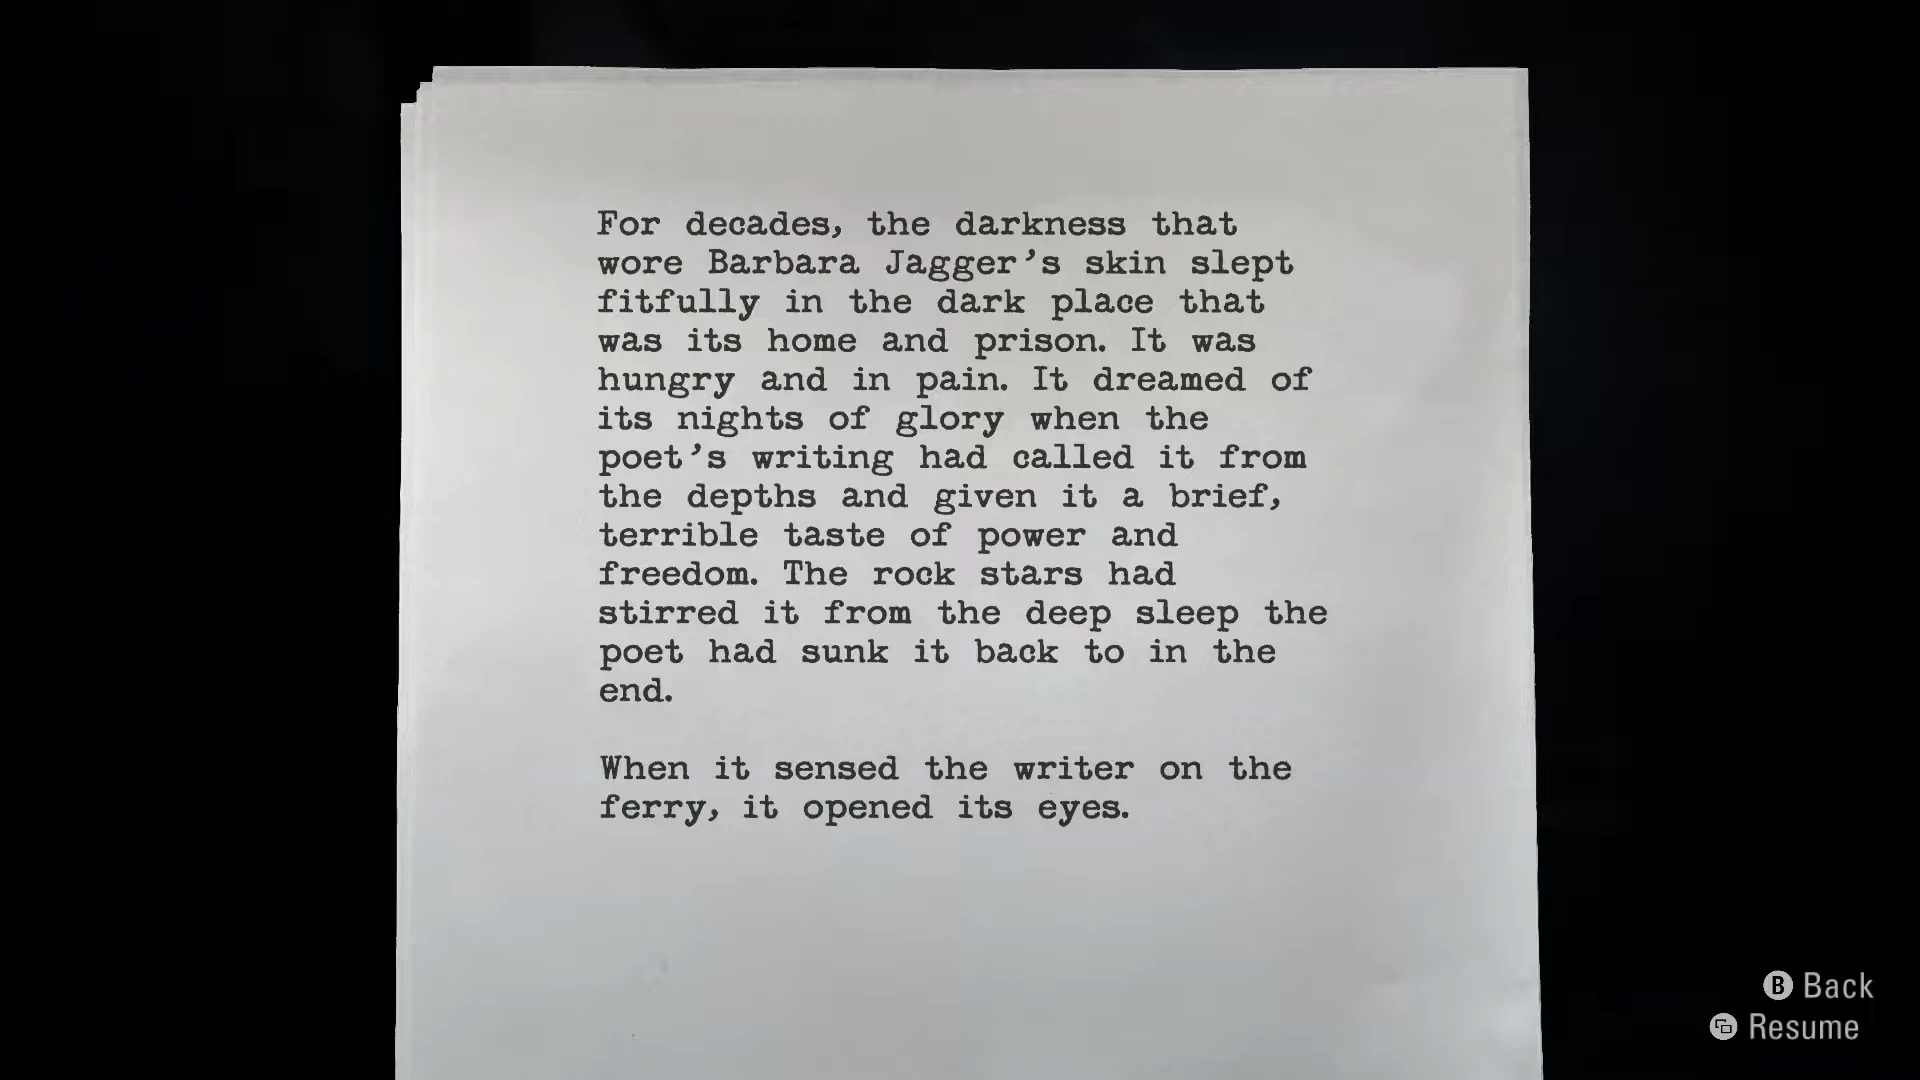 For decades, the darkness that
wore Barbara Jagger's skin slept
fitfully in the dark place that
was its home and prison. It was
hungry and in pain. It dreamed of
its nights of glory when the
poet's writing had called it from
the depths and given it a brief,
terrible taste of power and
freedom. The rock stars had
stirred it from the deep sleep the
poet had sunk it back to in the
end.

When it sensed the writer on the
ferry, it opened its eyes.
B Back
Resume